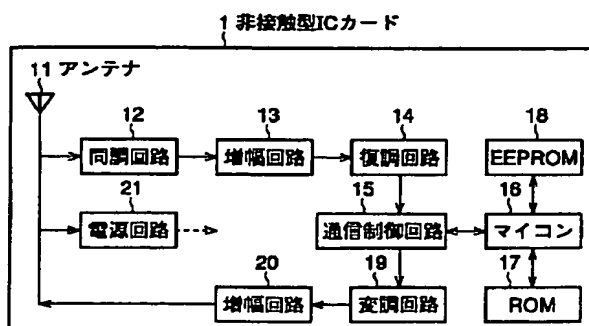 1 非接触型ICカード
11 アンテナ
12 13 14 18
同調回路 増幅回路 復調回路 EEPROM
21 15 16
電源回路 通信制御回路 マイコン
20 19 17
増幅回路 変調回路 ROM